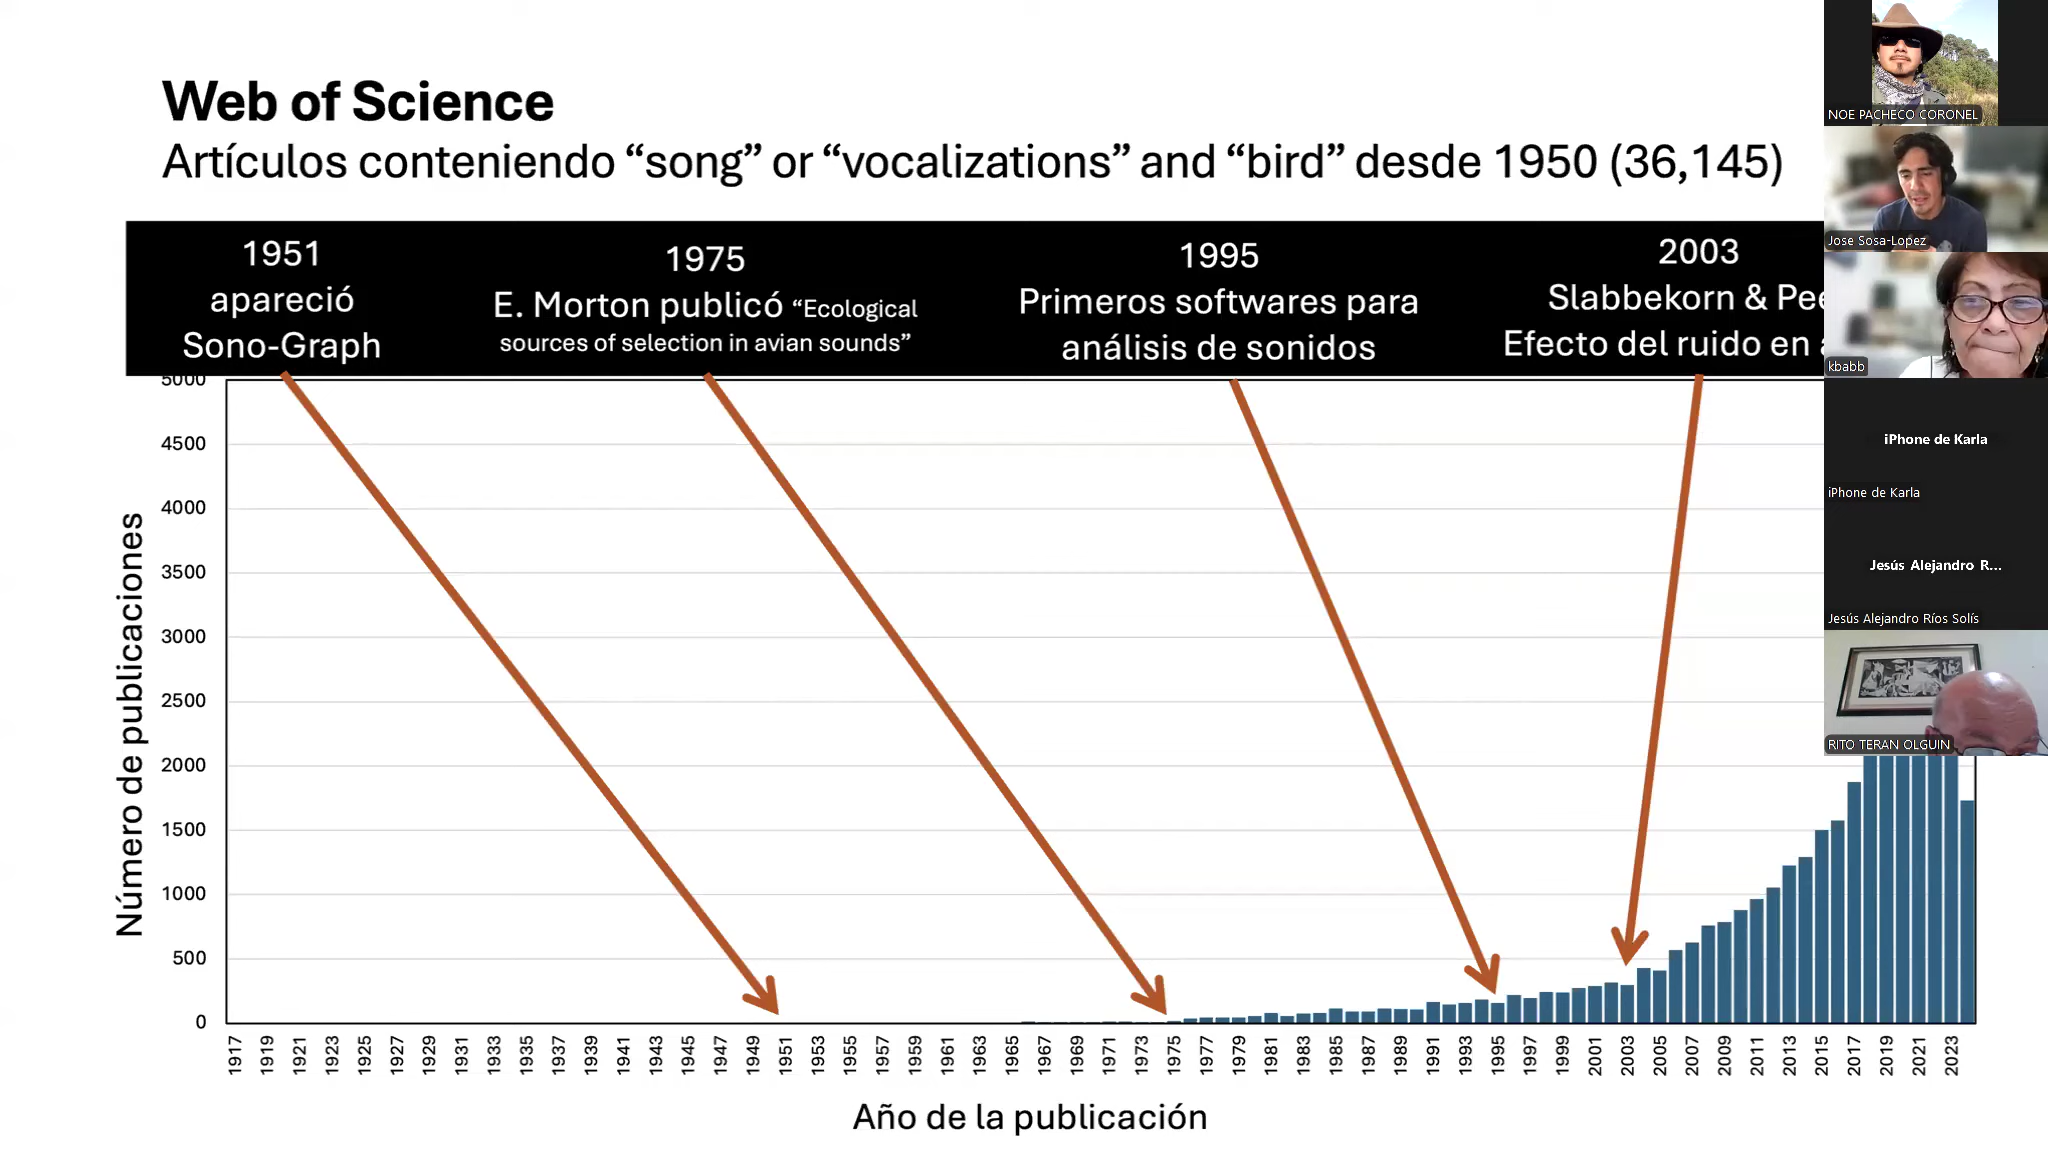 Web of Science
Artículos conteniendo “song” or “vocalizations” and “bird” desde 1950 (36,145)
1951
apareció
Sono-Graph
1975
E. Morton publicó “Ecological
sources of selection in avian sounds”
1995
Primeros softwares para
análisis de sonidos
2003
Slabbekorn & Pee
Efecto del ruido en
Número de publicaciones
5000
4500
4000
3500
3000
2500
2000
1500
1000
500
0
1917 1919 1921 1923 1925 1927 1929 1931 1933 1935 1937 1939 1941 1943 1945 1947 1949 1951 1953 1955 1957 1959 1961 1963 1965 1967 1969 1971 1973 1975 1977 1979 1981 1983 1985 1987 1989 1991 1993 1995 1997 1999 2001 2003 2005 2007 2009 2011 2013 2015 2017 2019 2021 2023
Año de la publicación
NOE PACHECO CORONEL
Jose Sosa-Lopez
kbabb
iPhone de Karla
iPhone de Karla
Jesús Alejandro R...
Jesús Alejandro Ríos Solís
RITO TERAN OLGUIN